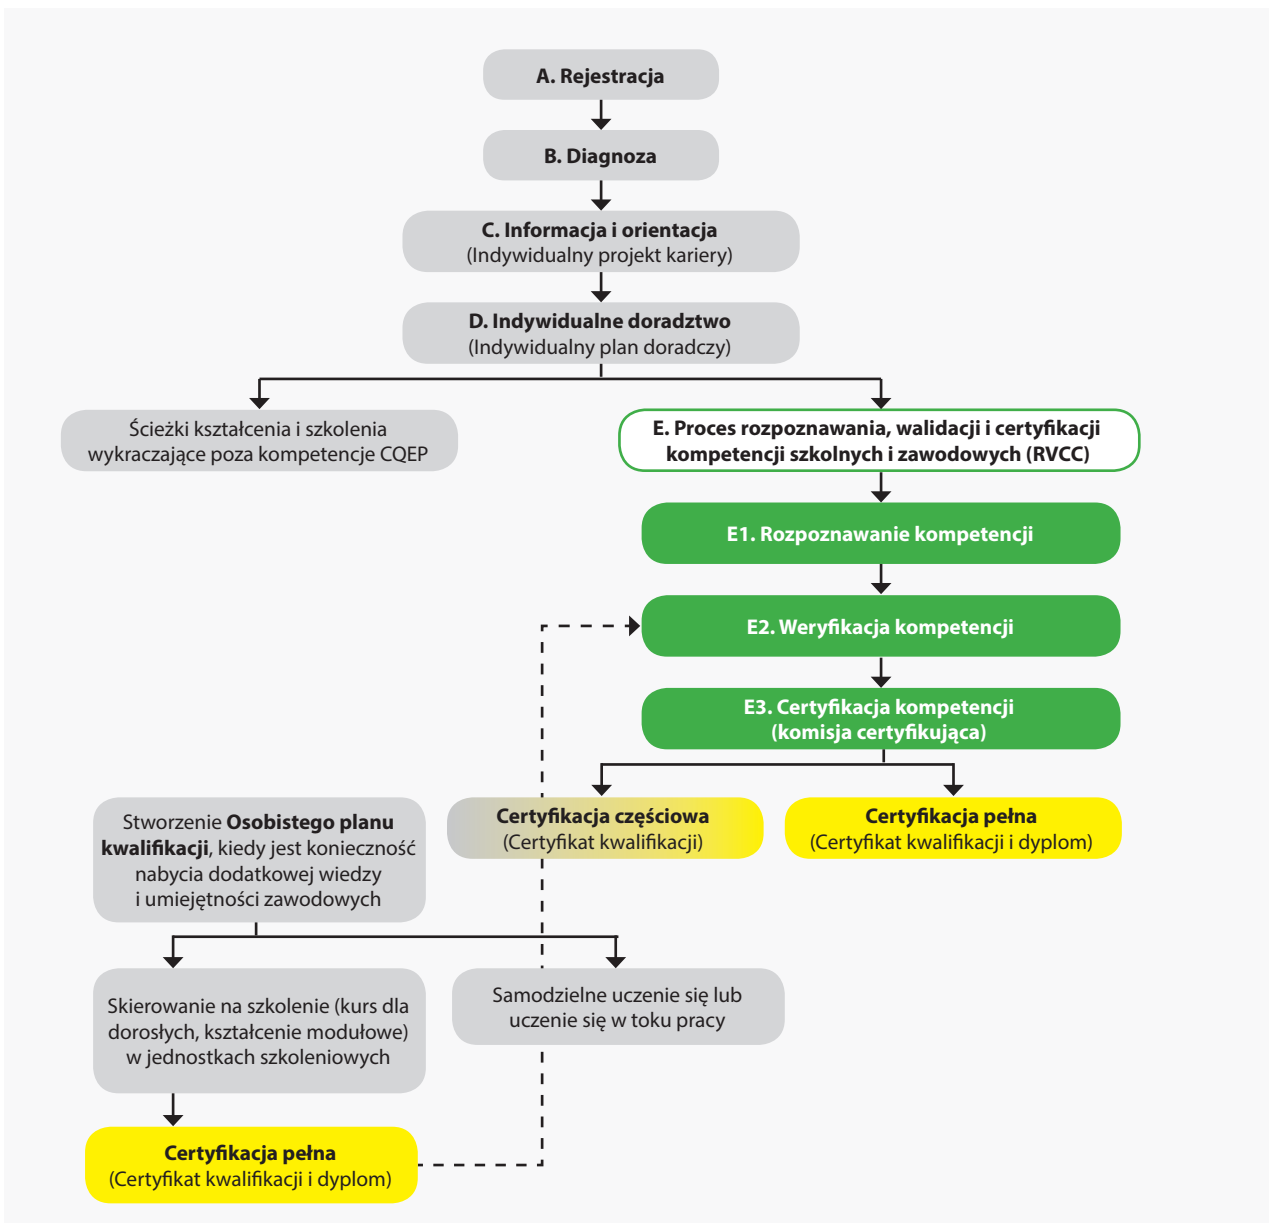 A. Rejestracja
B. Diagnoza
C. Informacja i orientacja
(Indywidualny projekt kariery)
D. Indywidualne doradztwo
(Indywidualny plan doradczy)
Ścieżki kształcenia i szkolenia
wykraczające poza kompetencje CQEP
E. Proces rozpoznawania, walidacji i certyfikacji
kompetencji szkolnych i zawodowych (RVCC)
E1. Rozpoznawanie kompetencji
E2. Weryfikacja kompetencji
E3. Certyfikacja kompetencji
(komisja certyfikująca)
Certyfikacja częściowa
(Certyfikat kwalifikacji)
Certyfikacja pełna
(Certyfikat kwalifikacji i dyplom)
Stworzenie Osobistego planu
kwalifikacji, kiedy jest konieczność
nabycia dodatkowej wiedzy
i umiejętności zawodowych
Skierowanie na szkolenie (kurs dla
dorosłych, kształcenie modułowe)
w jednostkach szkoleniowych
Samodzielne uczenie się lub
uczenie się w toku pracy
Certyfikacja pełna
(Certyfikat kwalifikacji i dyplom)